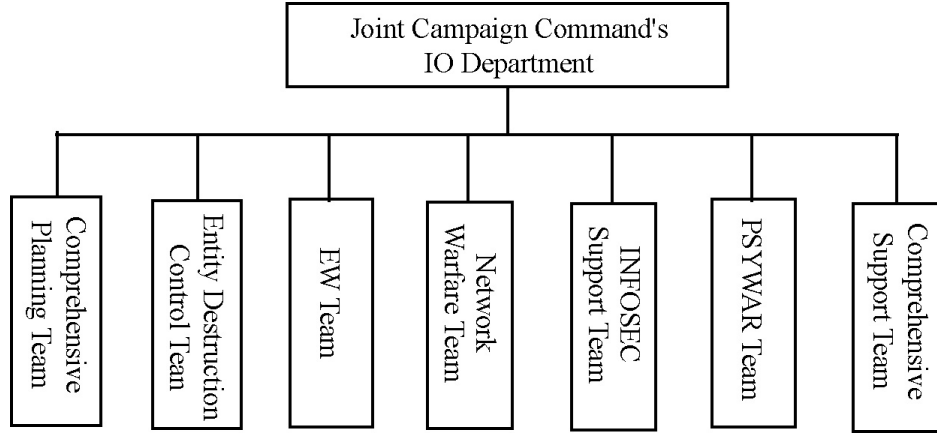 Joint Campaign Command's
IO Department
Comprehensive
Planning Team
Entity Destruction
Control Tean
EW Team
Network
Warfare Team
INFOSEC
Support Team
PSYWAR Team
Comprehensive
Support Team